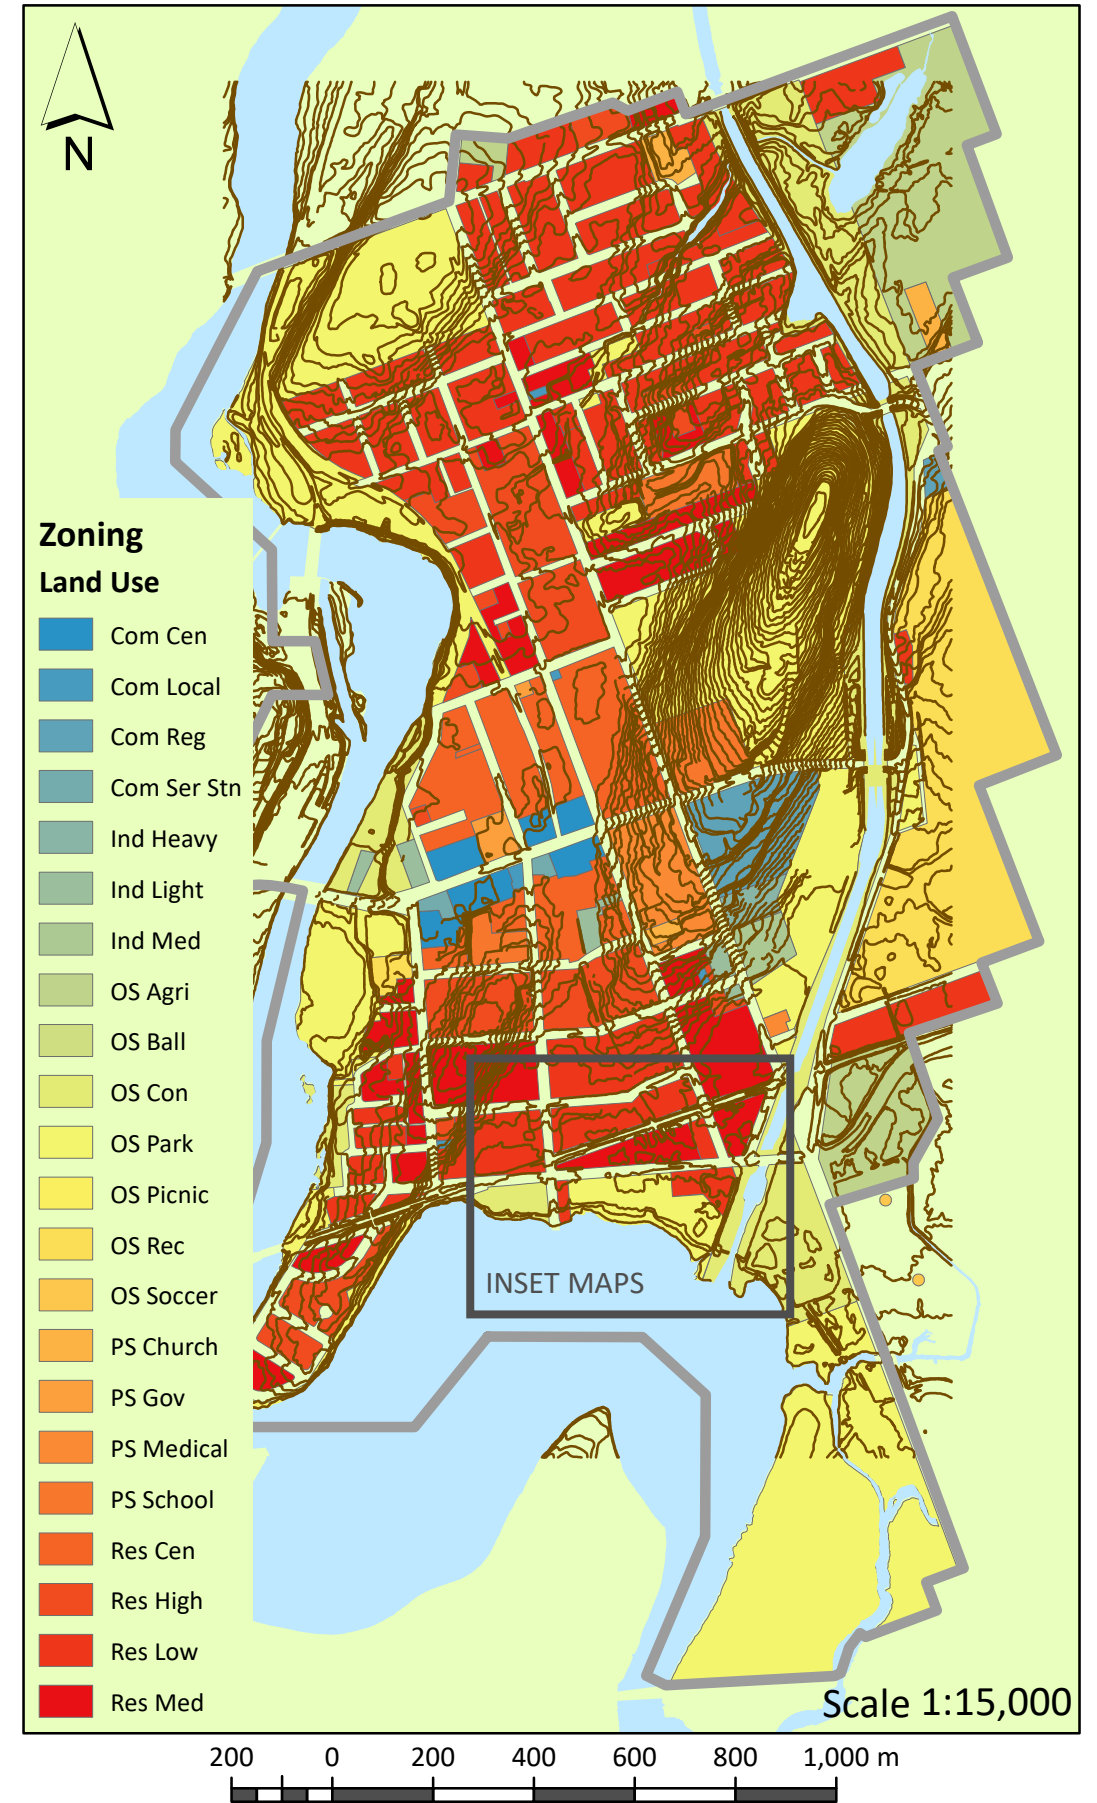 N
Zoning
Land Use
Com Cen
Com Local
Com Reg
Com Ser Stn
Ind Heavy
Ind Light
Ind Med
OS Agri
OS Ball
OS Con
OS Park
OS Picnic
OS Rec
OS Soccer
PS Church
PS Gov
PS Medical
PS School
Res Cen
Res High
Res Low
Res Med
INSET MAPS
Scale 1:15,000
200 0 200 400 600 800 1,000 m